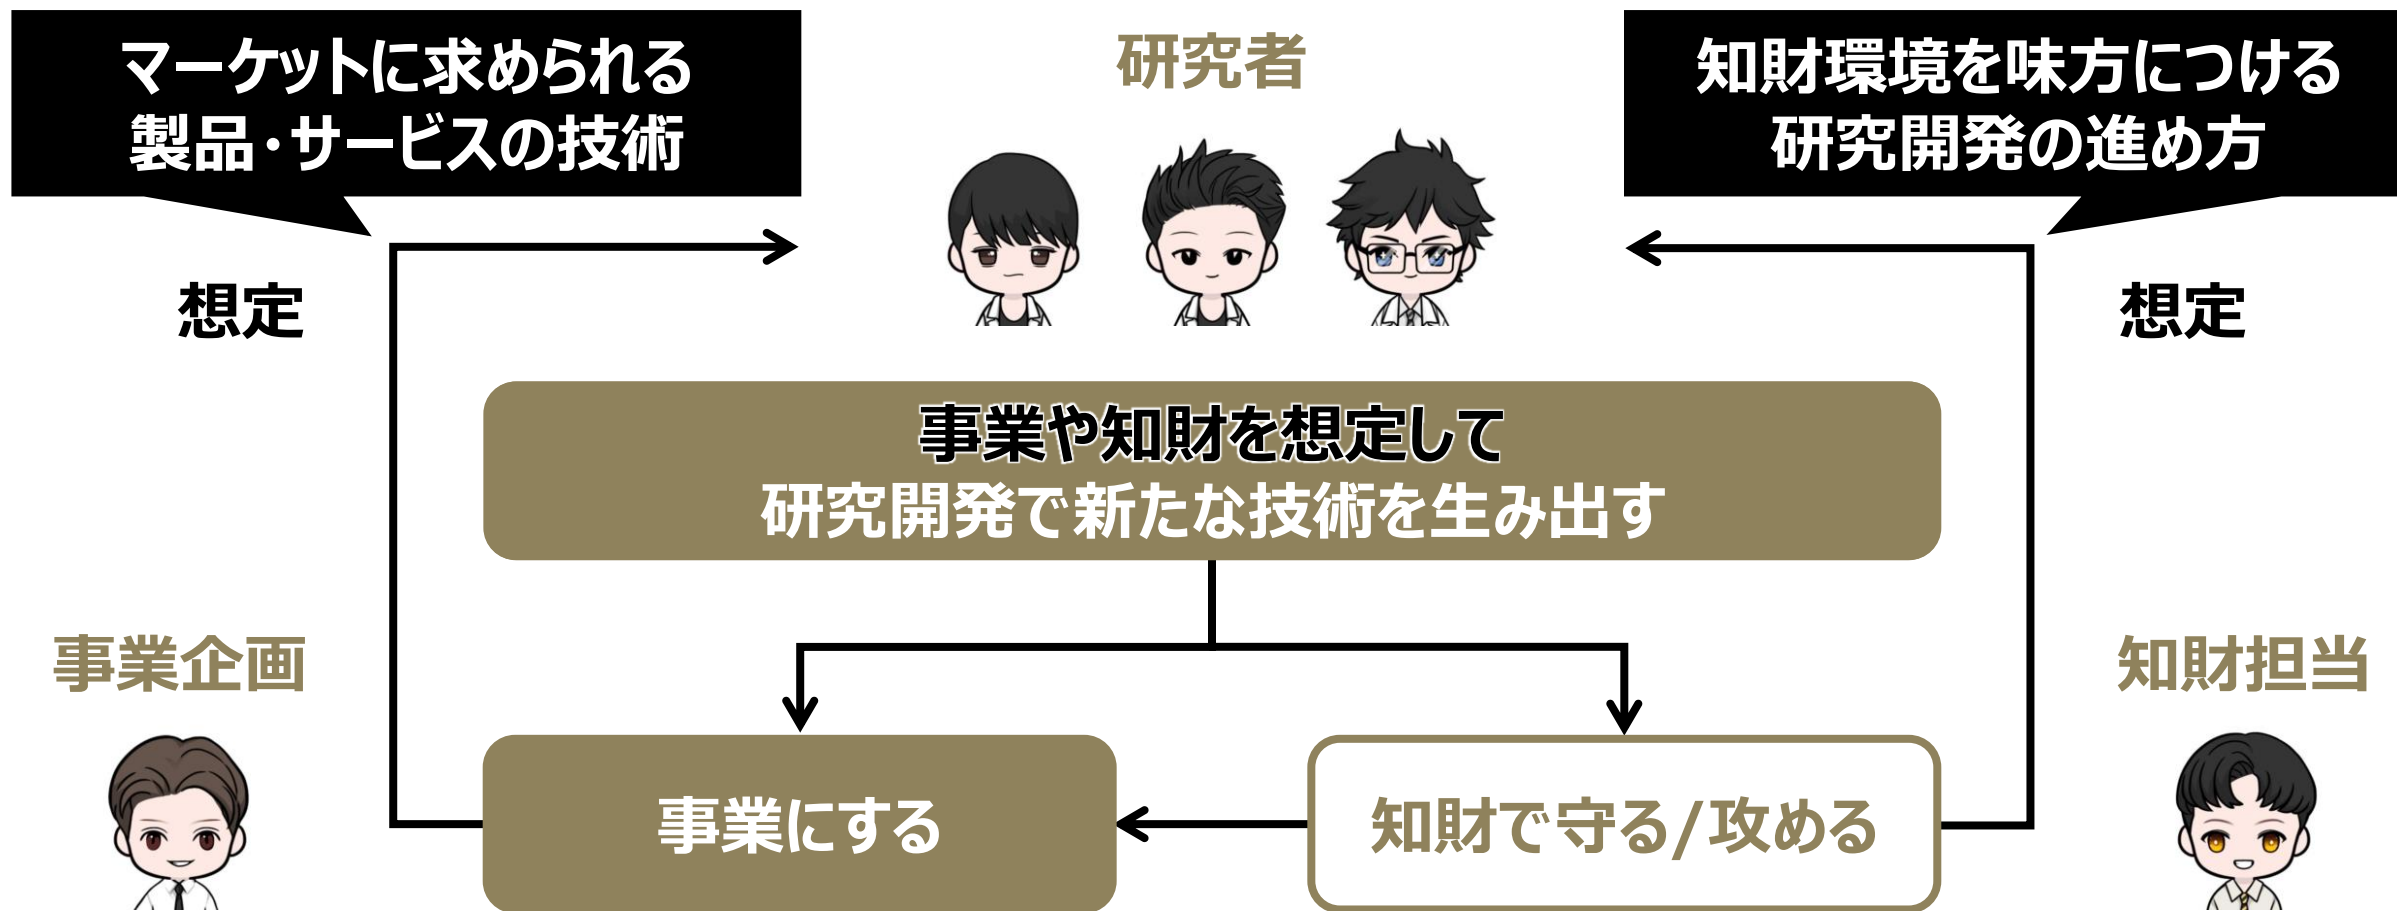 マーケットに求められる
製品・サービスの技術
研究者
知財環境を味方につける
研究開発の進め方
想定
想定
事業や知財を想定して
研究開発で新たな技術を生み出す
事業企画
知財担当
事業にする
知財で守る/攻める